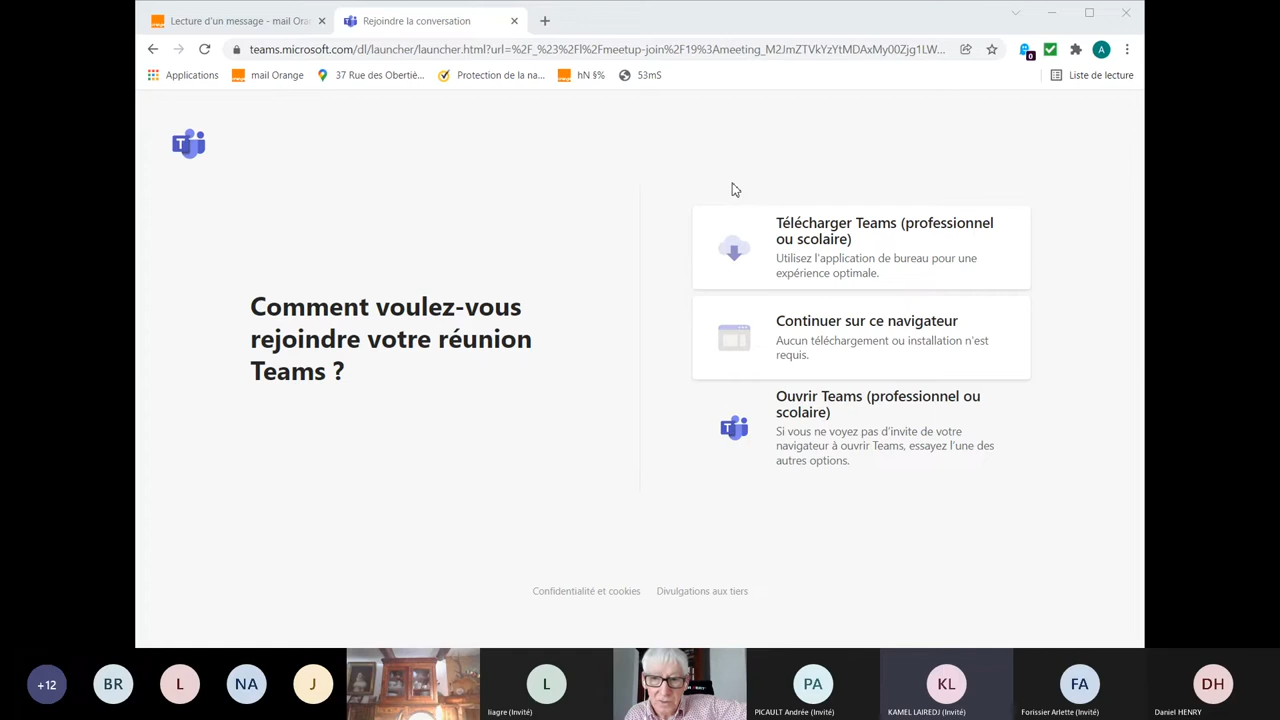 Lecture d'un message - mail Oran
Rejoindre la conversation
teams.microsoft.com/dl/launcher/launcher.html?url=%2F_%23%2Fl%2Fmeetup-join%2F19%3Ameeting_M2JmZTVkYzYtMDAxMy00Zjg1LW...
A
0
Applications
mail Orange
37 Rue des Obertiè...
Protection de la na...
hN §%
53mS
Liste de lecture
T
Télécharger Teams (professionnel
ou scolaire)
Utilisez l'application de bureau pour une
expérience optimale.
Comment voulez-vous
rejoindre votre réunion
Teams ?
Continuer sur ce navigateur
Aucun téléchargement ou installation n'est
requis.
Ouvrir Teams (professionnel ou
scolaire)
T
Si vous ne voyez pas d'invite de votre
navigateur à ouvrir Teams, essayez l'une des
autres options.
Confidentialité et cookies
Divulgations aux tiers
+12
BR
L
NA
J
L
PA
KL
FA
DH
liagre (Invité)
PICAULT Andrée (Invité)
KAMEL LAIREDJ (Invité)
Forissier Arlette (Invité)
Daniel HENRY